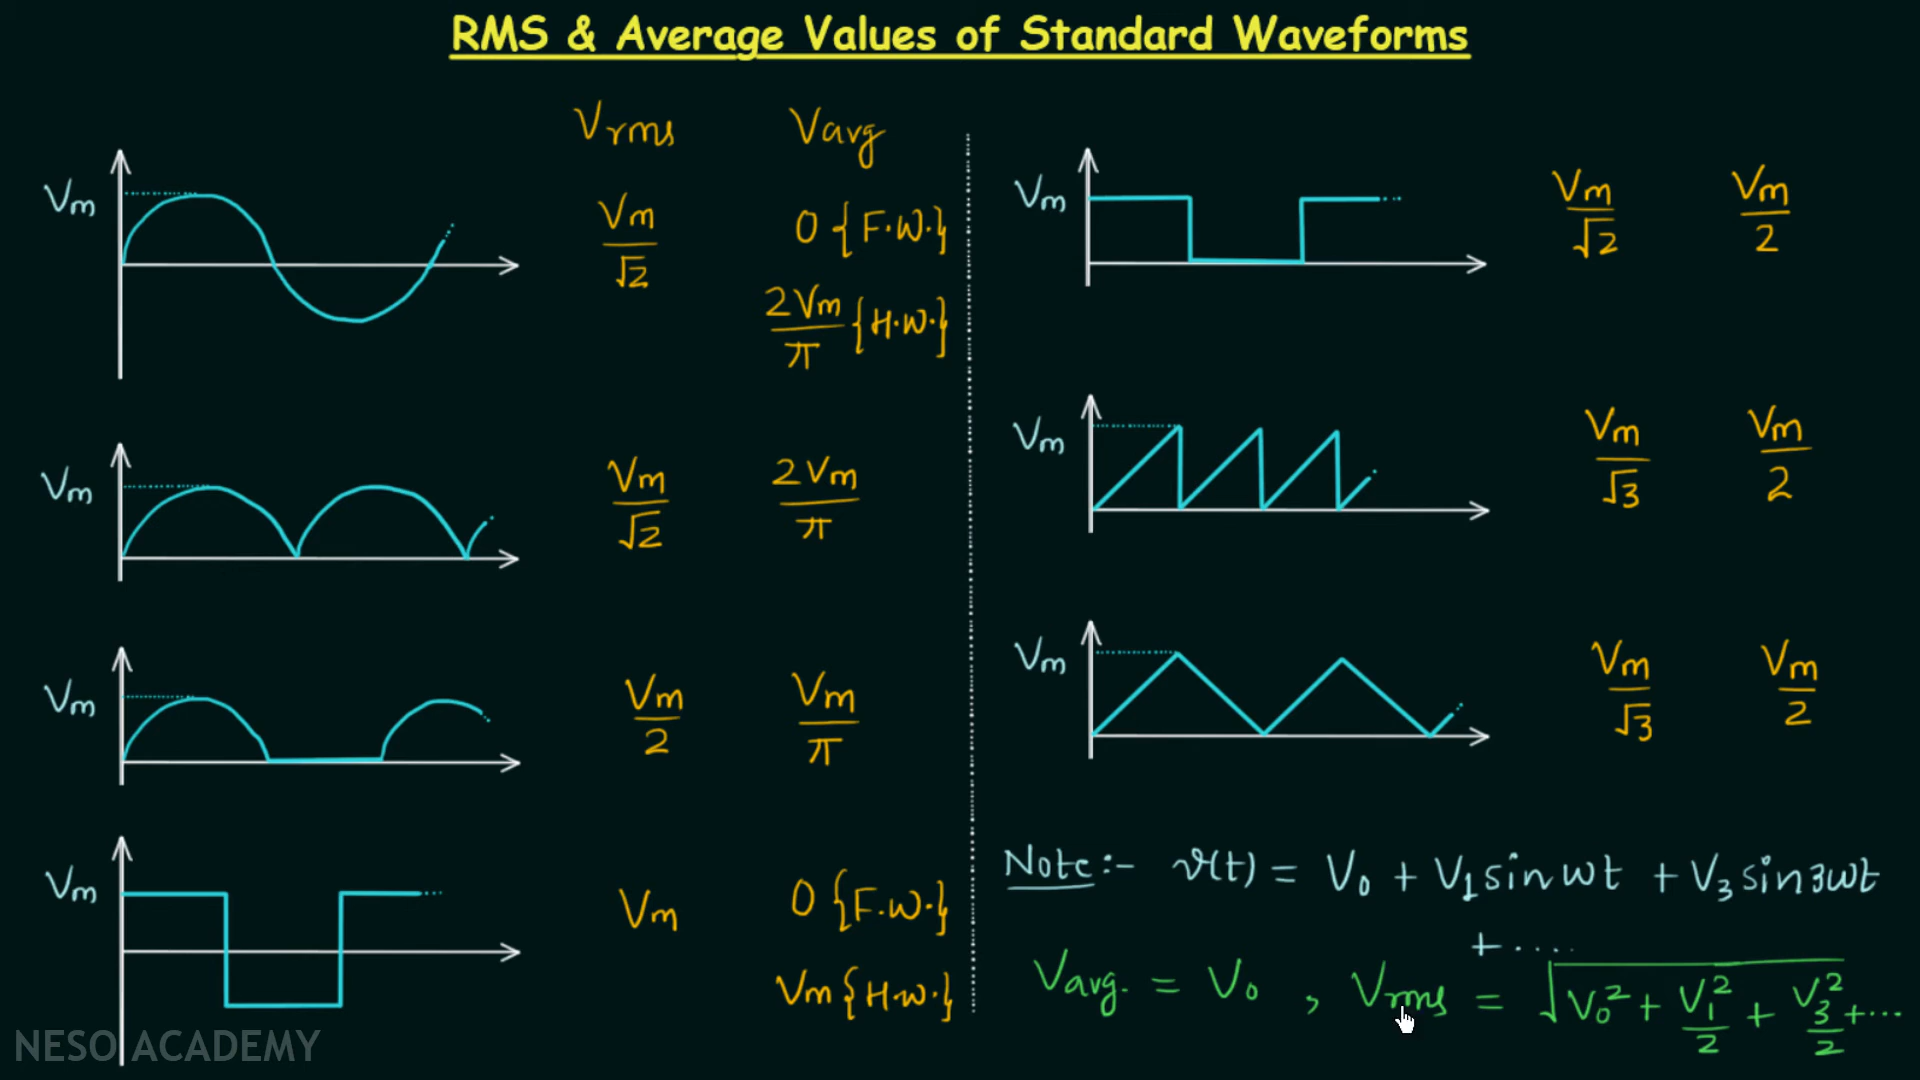 RMS & Average Values of Standard Waveforms
Vrms Vavg
Vm
Vm/√2
0 {F.W.}
2Vm/π {H.W.}
Vm
Vm/√2
2Vm/π
Vm
Vm/2
Vm/π
Vm
Vm
0 {F.W.}
Vm {H.W.}
Vm
Vm/√2
Vm/2
Vm
Vm/√3
Vm/2
Vm
Vm/√3
Vm/2
Note:- v(t) = V₀ + V₁ sin wt + V₃ sin 3wt
+ ....
Vavg. = V₀ , Vrms = √(V₀² + V₁²/2 + V₃²/2 + ...
NESO ACADEMY